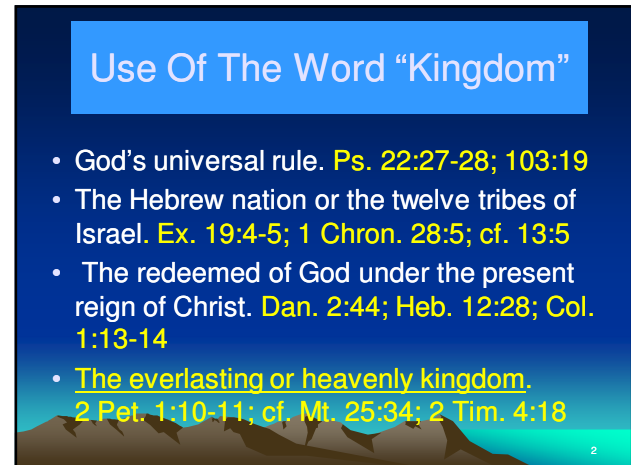 Use Of The Word “Kingdom”
• God’s universal rule. Ps. 22:27-28; 103:19
• The Hebrew nation or the twelve tribes of
Israel. Ex. 19:4-5; 1 Chron. 28:5; cf. 13:5
• The redeemed of God under the present
reign of Christ. Dan. 2:44; Heb. 12:28; Col.
1:13-14
• The everlasting or heavenly kingdom.
2 Pet. 1:10-11; cf. Mt. 25:34; 2 Tim. 4:18
2